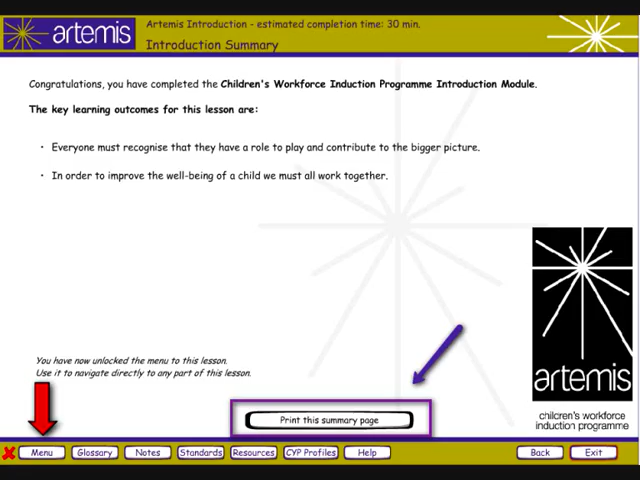 artemis
Artemis Introduction - estimated completion time: 30 min.
Introduction Summary
Congratulations, you have completed the Children's Workforce Induction Programme Introduction Module.
The key learning outcomes for this lesson are:
• Everyone must recognise that they have a role to play and contribute to the bigger picture.
• In order to improve the well-being of a child we must all work together.
You have now unlocked the menu to this lesson.
Use it to navigate directly to any part of this lesson.
Print this summary page
artemis
children's workforce
induction programme
Menu Glossary Notes Standards Resources CYP Profiles Help Back Exit